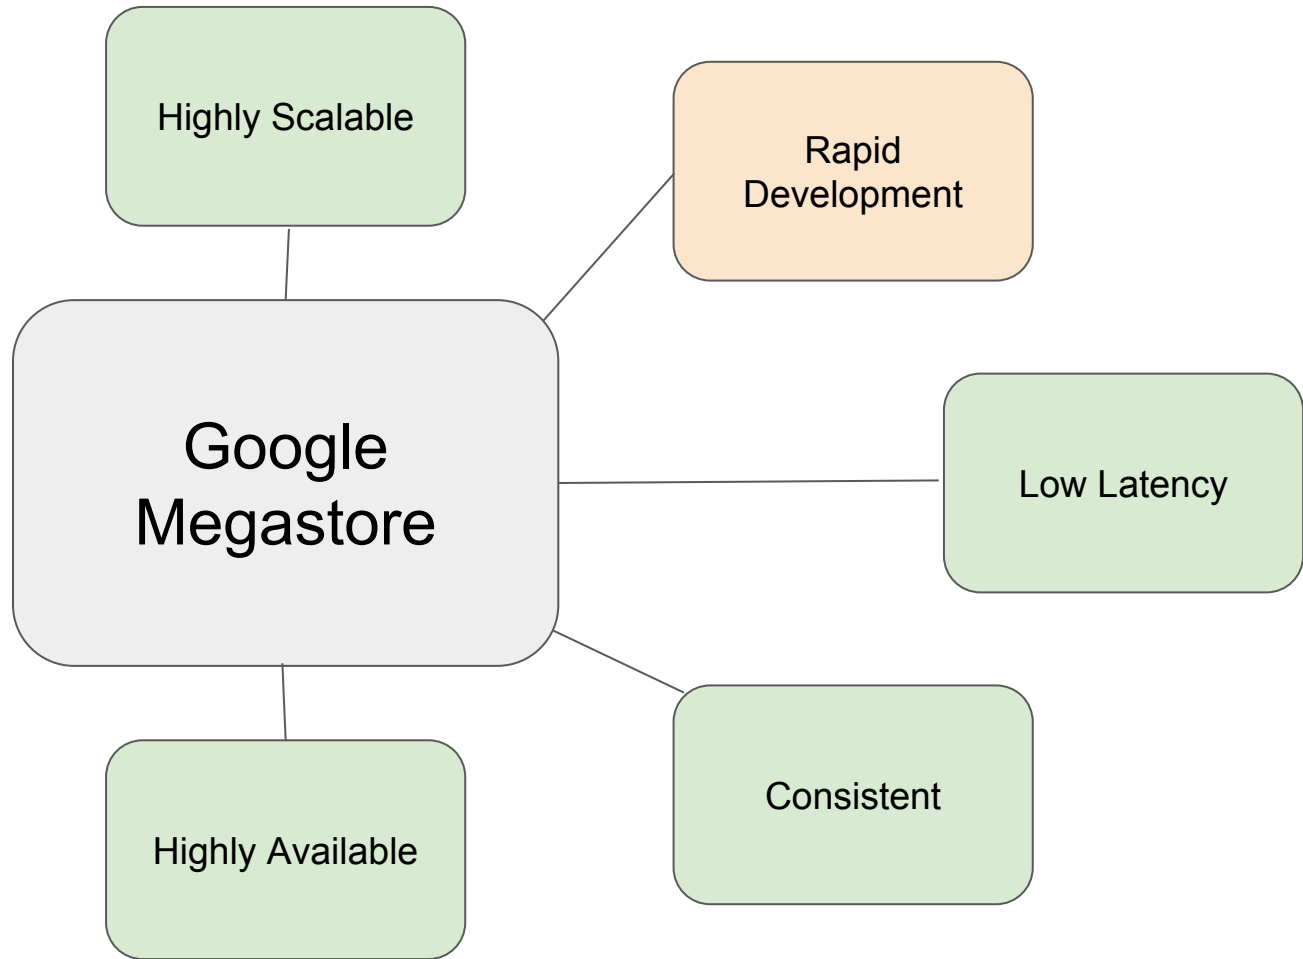 Highly Scalable
Rapid
Development
Google
Megastore
Low Latency
Consistent
Highly Available